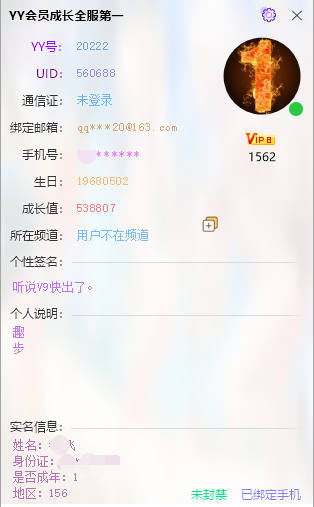 YY会员成长全服第一
YY号: 20222
UID: 560688
通信证: 未登录
绑定邮箱: qq***20@163.com
手机号: ******
生日: 19680502
成长值: 538807
所在频道: 用户不在频道
VIP8
1562
个性签名:
听说V9快出了。
个人说明:
趣
步
实名信息:
姓名: 飞
身份证: *
是否成年: 1
地区: 156
未封禁 已绑定手机